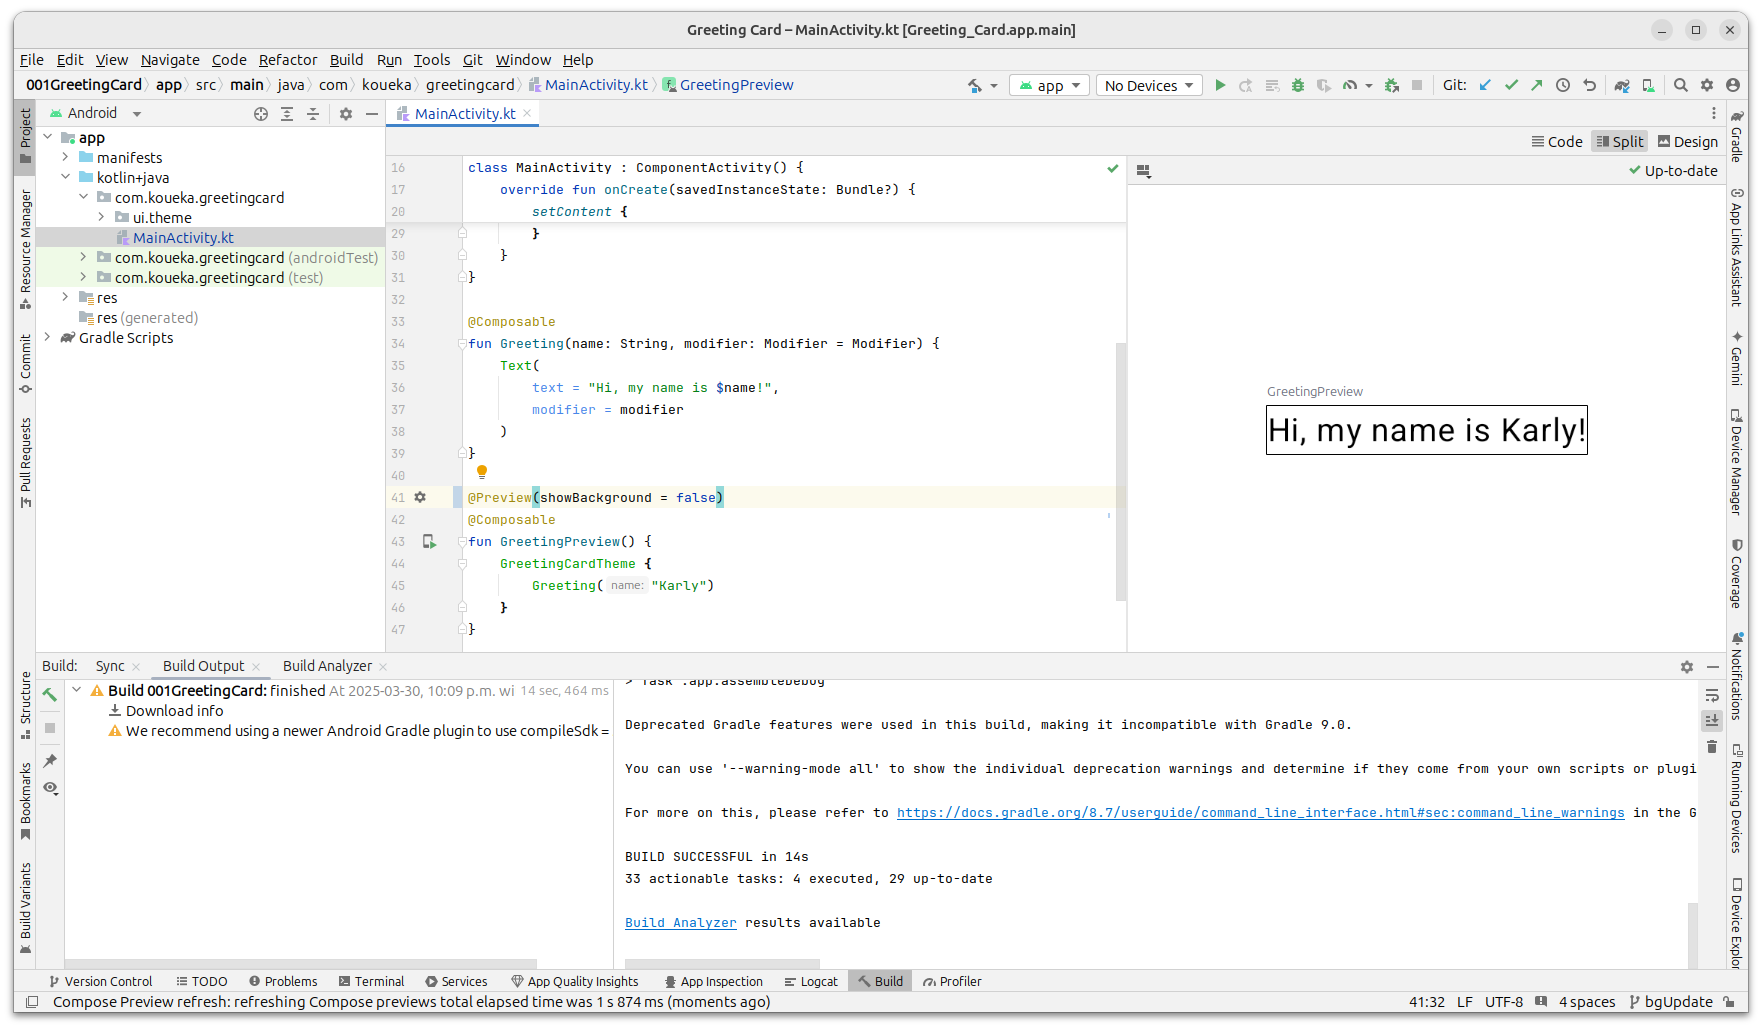 Greeting Card – MainActivity.kt [Greeting_Card.app.main]
File Edit View Navigate Code Refactor Build Run Tools Git Window Help
001GreetingCard app src main java com koueka greetingcard MainActivity.kt GreetingPreview
app No Devices Git:
Project
Resource Manager
Commit
Pull Requests
Structure
Bookmarks
Build Variants
Android
app
manifests
kotlin+java
com.koueka.greetingcard
ui.theme
MainActivity.kt
com.koueka.greetingcard (androidTest)
com.koueka.greetingcard (test)
res
res (generated)
Gradle Scripts
MainActivity.kt
Code Split Design
16 class MainActivity : ComponentActivity() {
17 override fun onCreate(savedInstanceState: Bundle?) {
20 setContent {
29 }
30 }
31 }
32
33 @Composable
34 fun Greeting(name: String, modifier: Modifier = Modifier) {
35 Text(
36 text = "Hi, my name is $name!",
37 modifier = modifier
38 )
39 }
40
41 @Preview(showBackground = false)
42 @Composable
43 fun GreetingPreview() {
44 GreetingCardTheme {
45 Greeting( name: "Karly")
46 }
47 }
Up-to-date
GreetingPreview
Hi, my name is Karly!
Gradle
App Links Assistant
Gemini
Device Manager
Coverage
Notifications
Running Devices
Device Explor
Build: Sync Build Output Build Analyzer
Build 001GreetingCard: finished At 2025-03-30, 10:09 p.m. wi 14 sec, 464 ms
Download info
We recommend using a newer Android Gradle plugin to use compileSdk =
> Task :app:assembleDebug
Deprecated Gradle features were used in this build, making it incompatible with Gradle 9.0.
You can use '--warning-mode all' to show the individual deprecation warnings and determine if they come from your own scripts or plugi
For more on this, please refer to https://docs.gradle.org/8.7/userguide/command_line_interface.html#sec:command_line_warnings in the G
BUILD SUCCESSFUL in 14s
33 actionable tasks: 4 executed, 29 up-to-date
Build Analyzer results available
Version Control TODO Problems Terminal Services App Quality Insights App Inspection Logcat Build Profiler
Compose Preview refresh: refreshing Compose previews total elapsed time was 1 s 874 ms (moments ago)
41:32 LF UTF-8 4 spaces bgUpdate